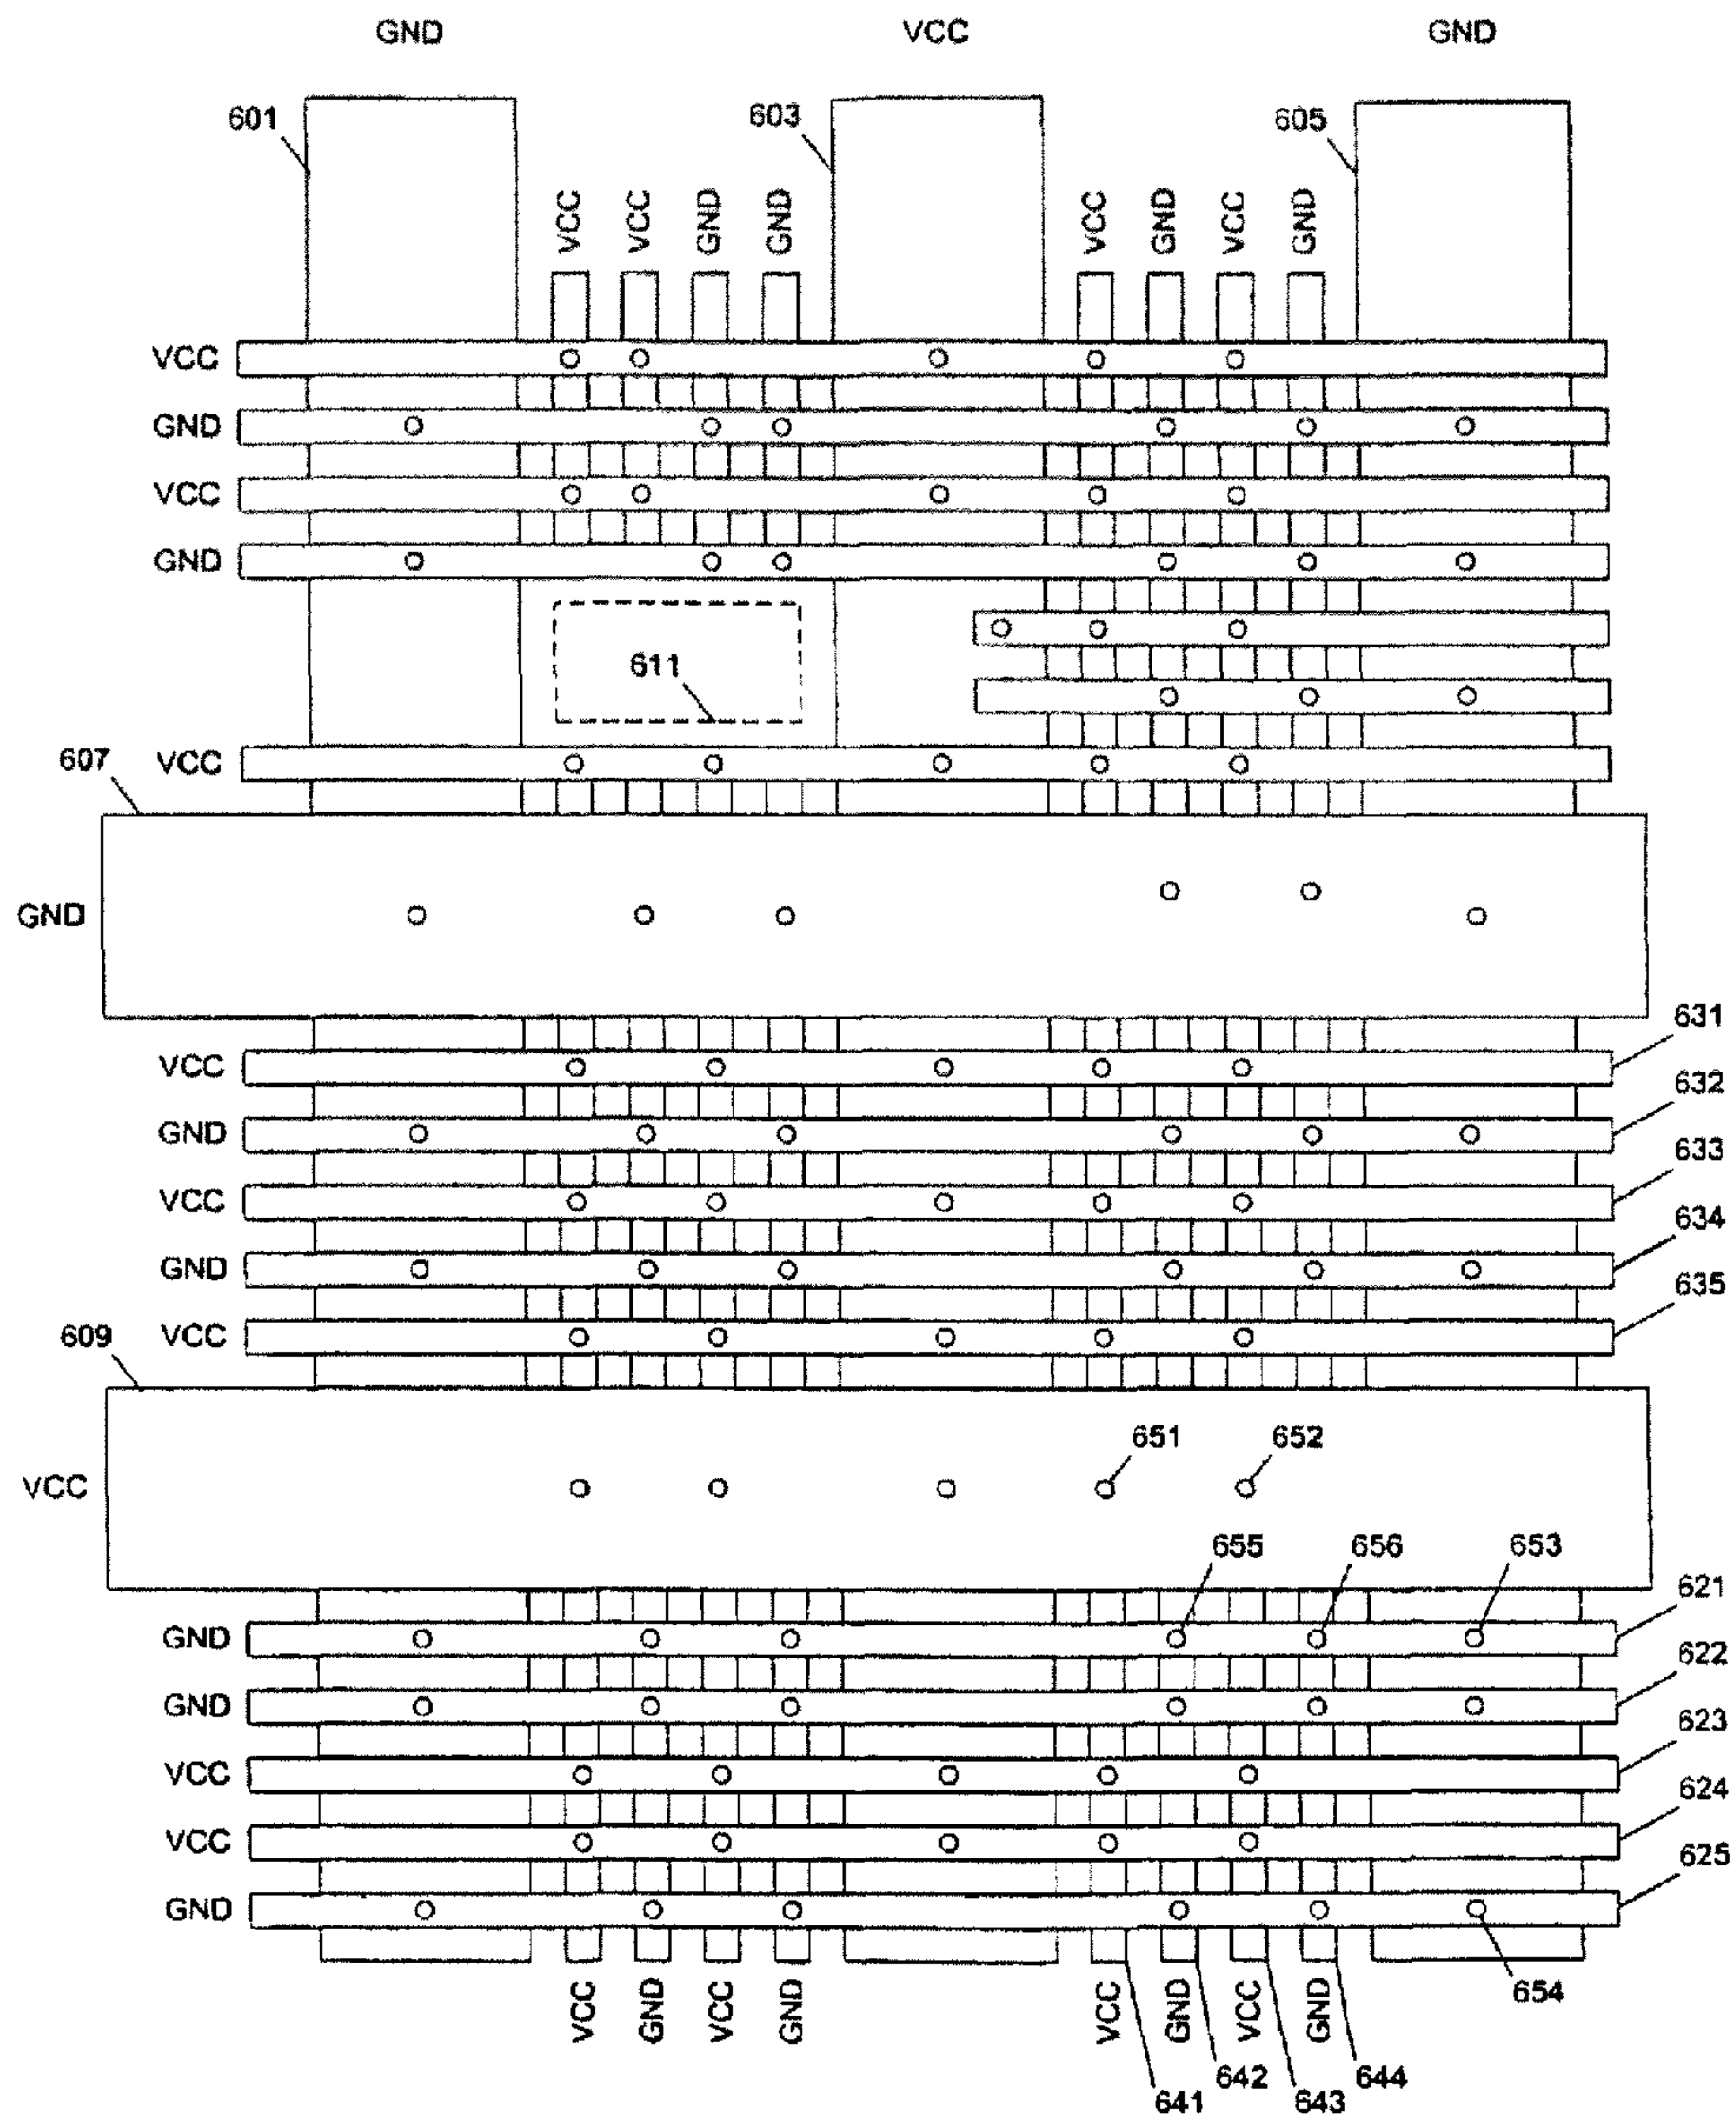 GND VCC GND
601 603 605
VCC VCC GND GND VCC GND VCC GND
VCC
GND
VCC
GND
611
607 VCC
GND
631
VCC
632
GND
633
VCC
634
GND
635
609 VCC
651 652
VCC
655 656 653
621
GND
622
GND
623
VCC
624
VCC
625
GND
654
VCC GND VCC GND VCC GND VCC GND
642 644
641 643